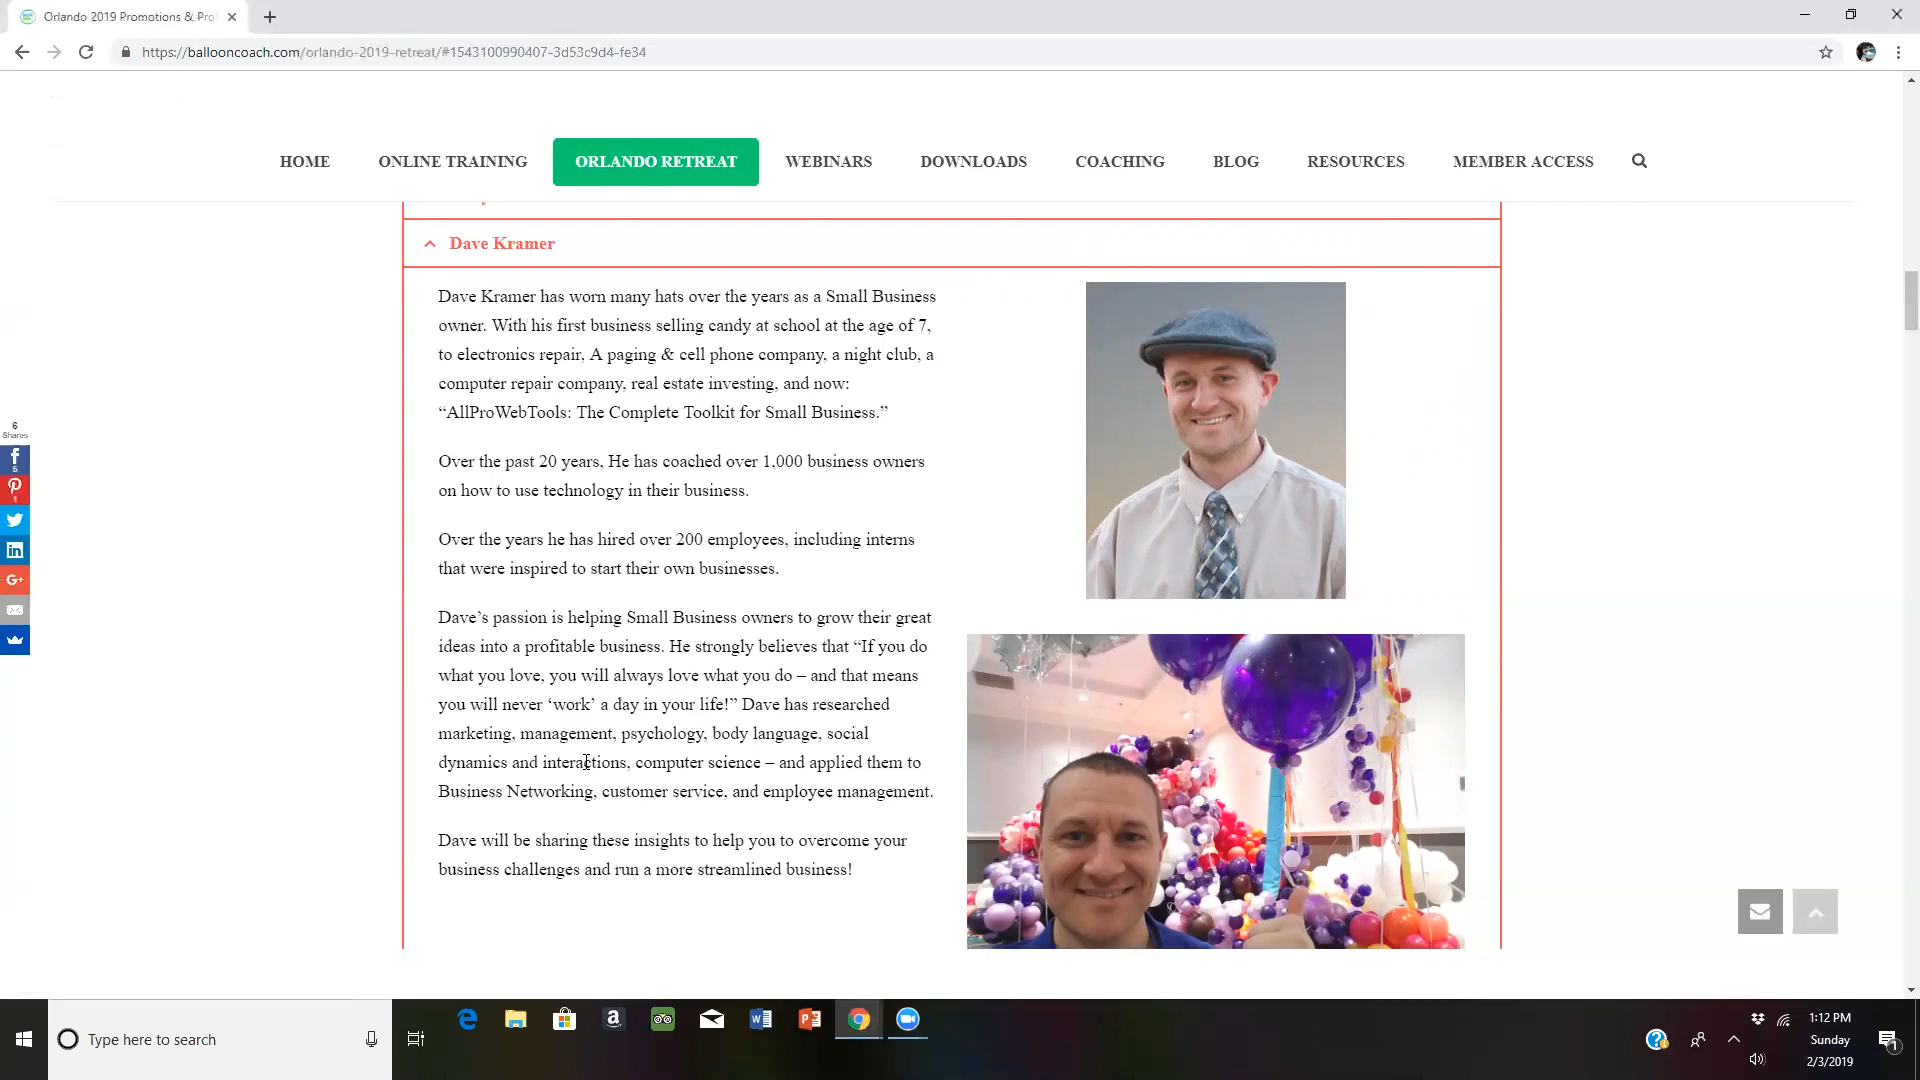 Orlando 2019 Promotions & Pro
https://ballooncoach.com/orlando-2019-retreat/#1543100990407-3d53c9d4-fe34
HOME ONLINE TRAINING ORLANDO RETREAT WEBINARS DOWNLOADS COACHING BLOG RESOURCES MEMBER ACCESS
Dave Kramer
Dave Kramer has worn many hats over the years as a Small Business
owner. With his first business selling candy at school at the age of 7,
to electronics repair, A paging & cell phone company, a night club, a
computer repair company, real estate investing, and now:
“AllProWebTools: The Complete Toolkit for Small Business.”
Over the past 20 years, He has coached over 1,000 business owners
on how to use technology in their business.
Over the years he has hired over 200 employees, including interns
that were inspired to start their own businesses.
Dave’s passion is helping Small Business owners to grow their great
ideas into a profitable business. He strongly believes that “If you do
what you love, you will always love what you do – and that means
you will never ‘work’ a day in your life!” Dave has researched
marketing, management, psychology, body language, social
dynamics and interactions, computer science – and applied them to
Business Networking, customer service, and employee management.
Dave will be sharing these insights to help you to overcome your
business challenges and run a more streamlined business!
6
Shares
5
Type here to search
1:12 PM
Sunday
2/3/2019
1